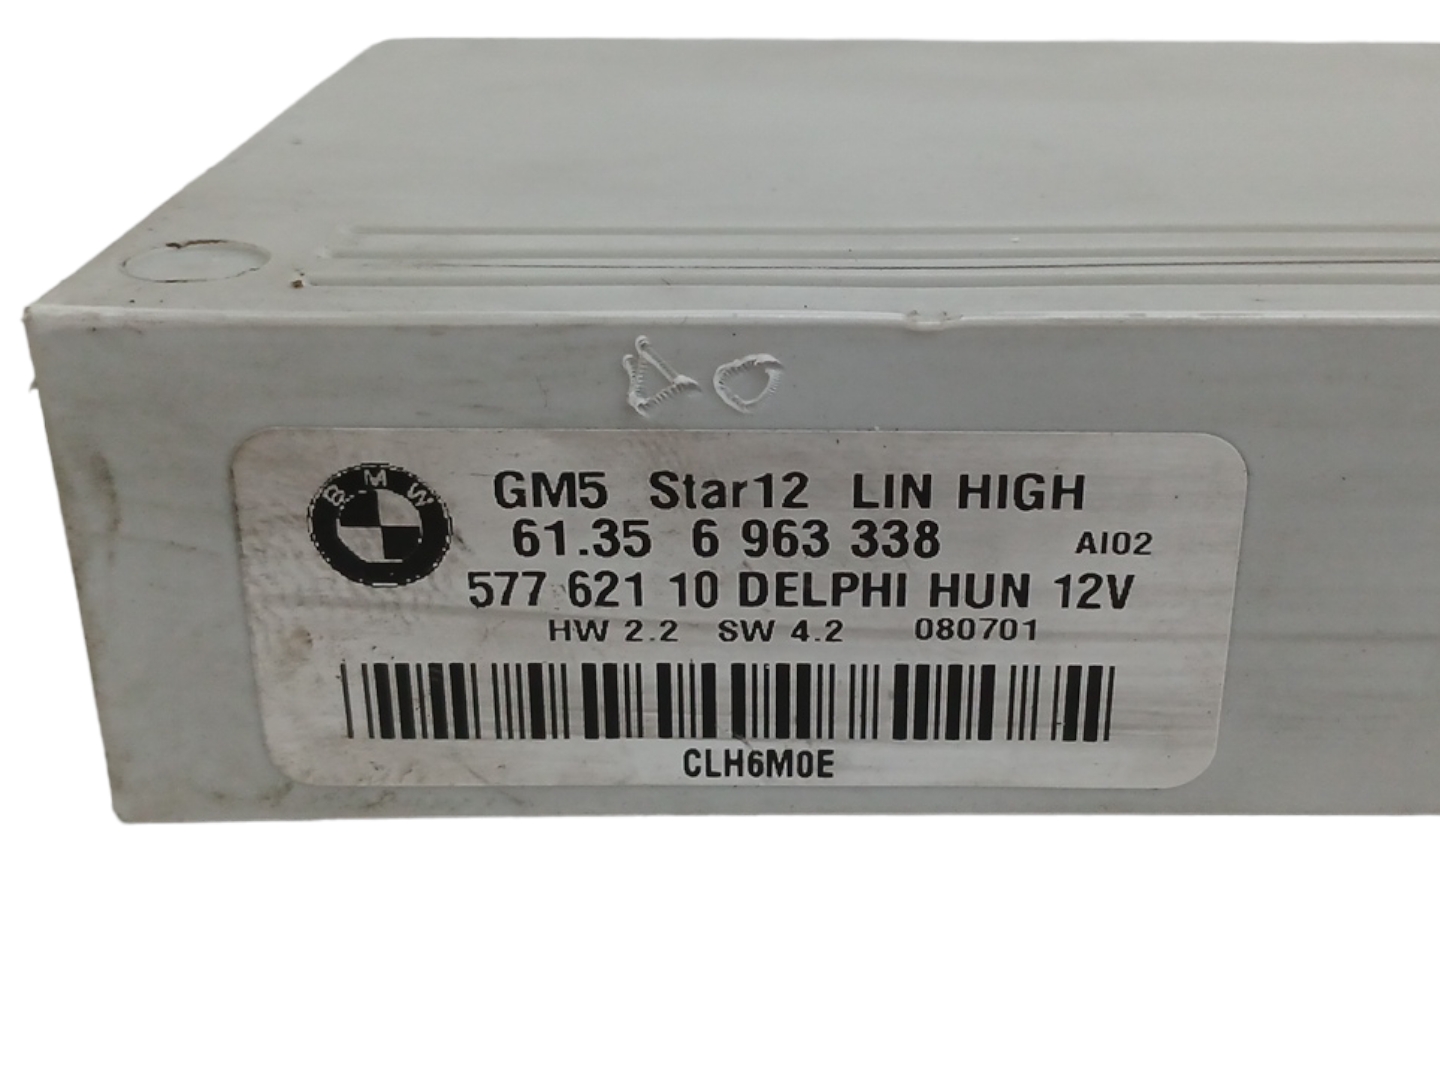 BMW
GM5 Star12 LIN HIGH
61.35 6 963 338 AI02
577 621 10 DELPHI HUN 12V
HW 2.2 SW 4.2 080701
CLH6M0E